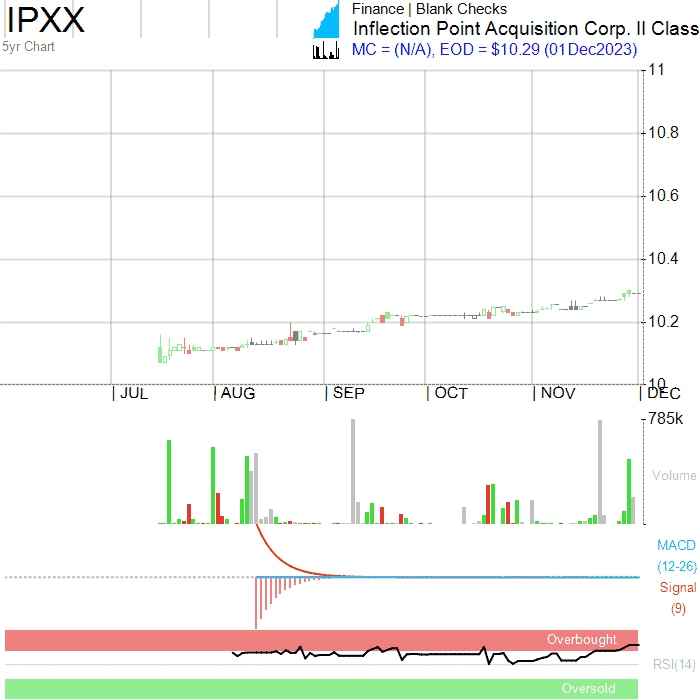 IPXX
5yr Chart
Finance | Blank Checks
Inflection Point Acquisition Corp. II Class
MC = (N/A), EOD = $10.29 (01Dec2023)
11
10.8
10.6
10.4
10.2
10
| JUL | AUG | SEP | OCT | NOV | DEC
785k
Volume
MACD
(12-26)
Signal
(9)
Overbought
RSI(14)
Oversold